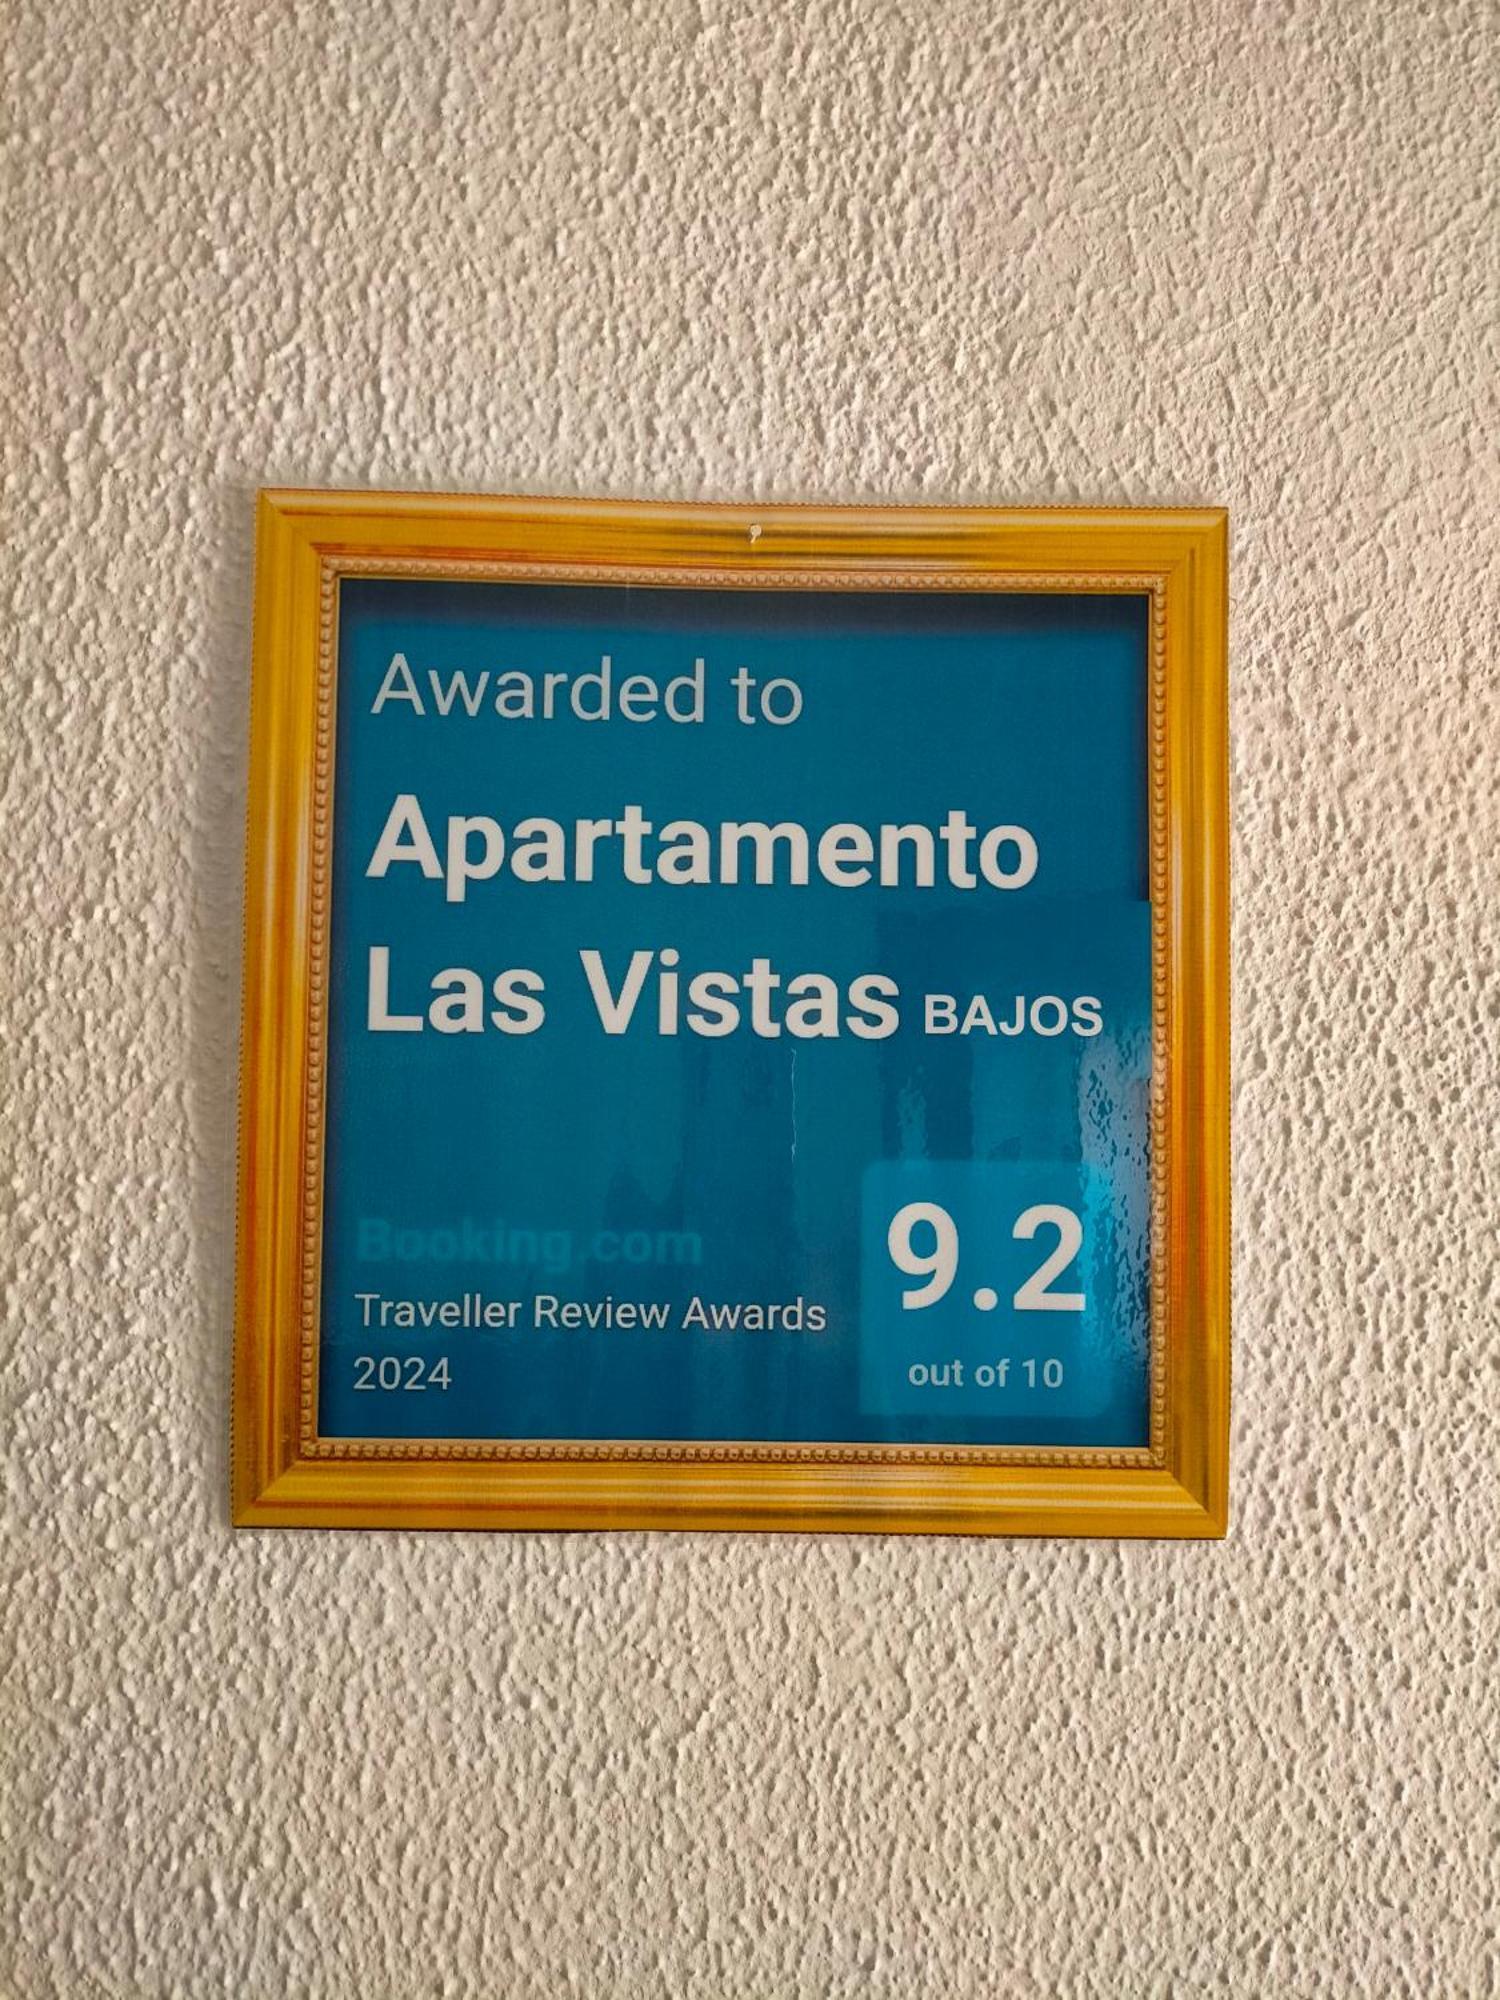 Awarded to
Apartamento
Las Vistas BAJOS
Booking.com
Traveller Review Awards
2024
9.2
out of 10